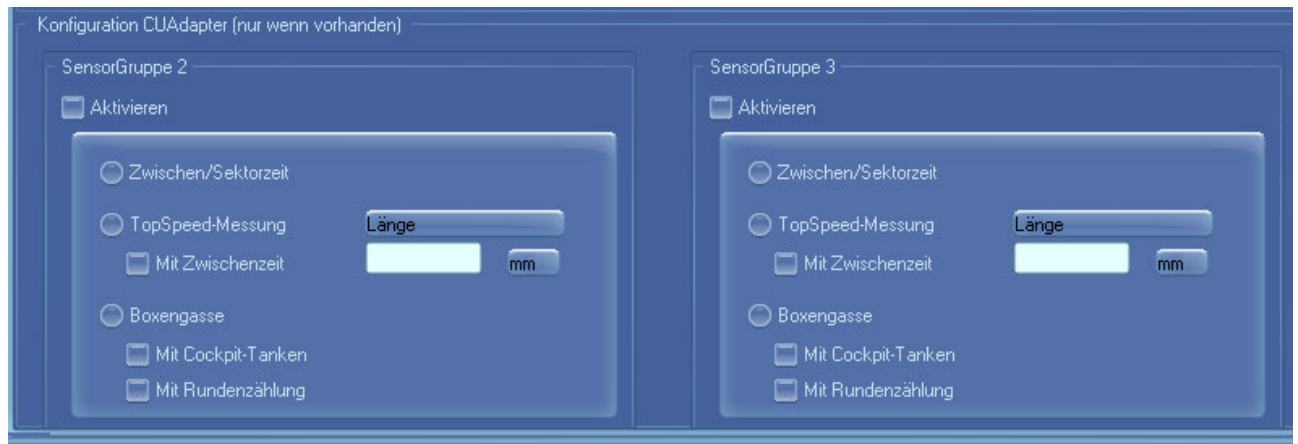 Konfiguration CUAdapter (nur wenn vorhanden)
SensorGruppe 2
Aktivieren
Zwischen/Sektorzeit
TopSpeed-Messung Länge
Mit Zwischenzeit mm
Boxengasse
Mit Cockpit-Tanken
Mit Rundenzählung
SensorGruppe 3
Aktivieren
Zwischen/Sektorzeit
TopSpeed-Messung Länge
Mit Zwischenzeit mm
Boxengasse
Mit Cockpit-Tanken
Mit Rundenzählung